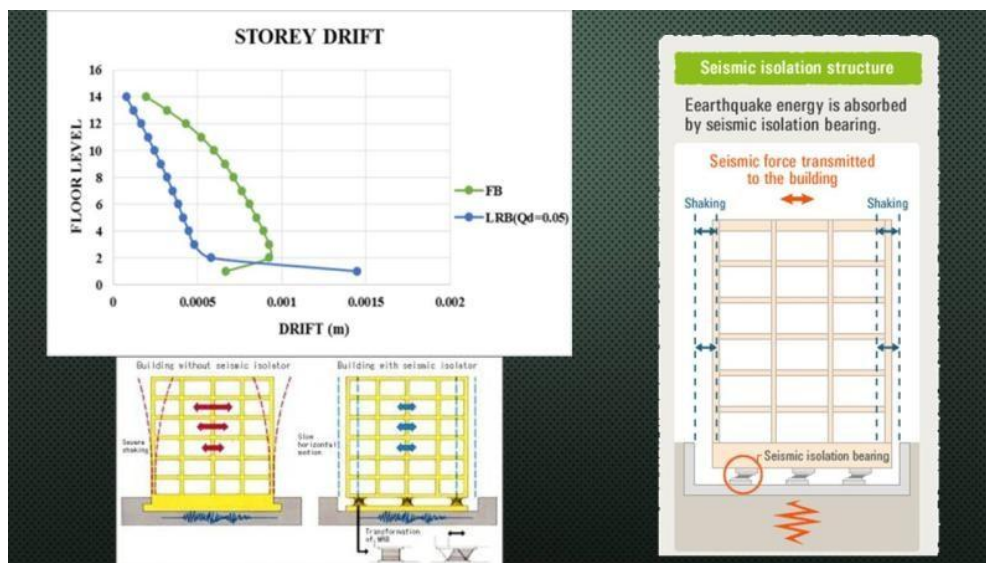 STOREY DRIFT
16
14
12
10
8
6
4
2
0
FLOOR LEVEL
0
0.0005
0.001
0.0015
0.002
DRIFT (m)
FB
LRB(Qd=0.05)
Building without seismic isolator
Building with seismic isolator
Severe
shaking
Slow
horizontal
motion
Transformation
of
Seismic isolation structure
Eearthquake energy is absorbed
by seismic isolation bearing.
Seismic force transmitted
to the building
Shaking
Shaking
Seismic isolation bearing